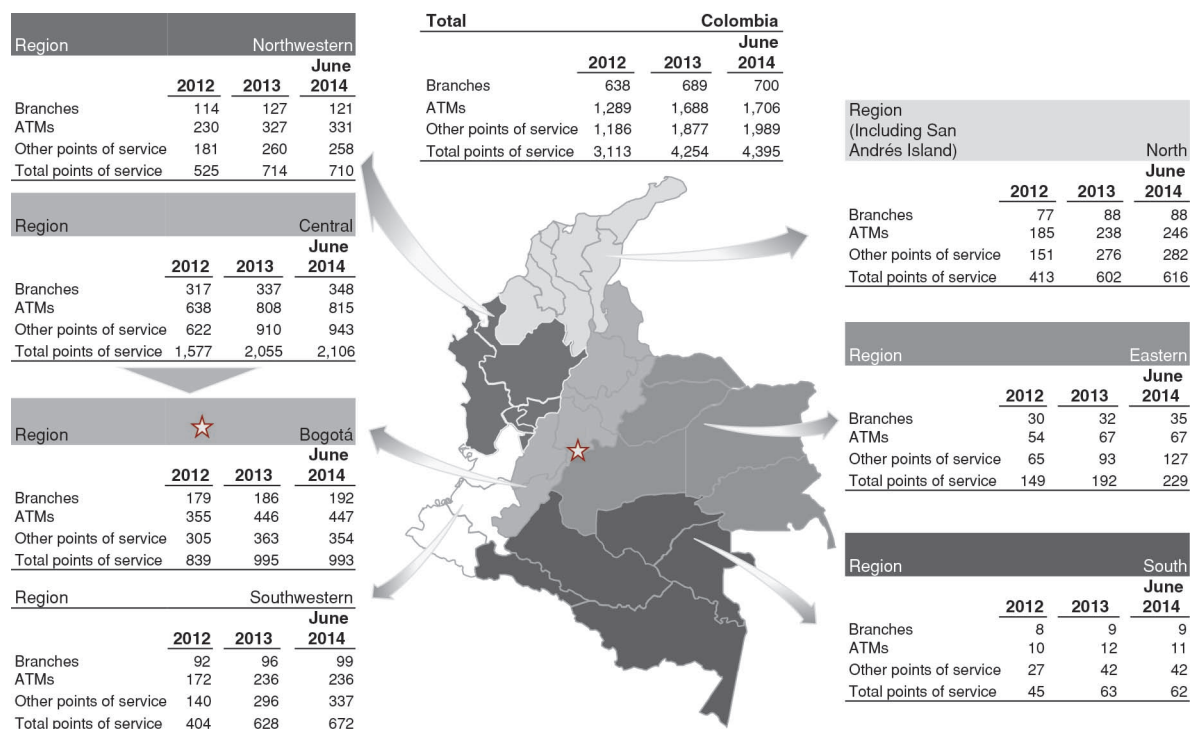 Region Northwestern
June
2012 2013 2014
Branches 114 127 121
ATMs 230 327 331
Other points of service 181 260 258
Total points of service 525 714 710
Region Central
June
2012 2013 2014
Branches 317 337 348
ATMs 638 808 815
Other points of service 622 910 943
Total points of service 1,577 2,055 2,106
Region Bogotá
June
2012 2013 2014
Branches 179 186 192
ATMs 355 446 447
Other points of service 305 363 354
Total points of service 839 995 993
Region Southwestern
June
2012 2013 2014
Branches 92 96 99
ATMs 172 236 236
Other points of service 140 296 337
Total points of service 404 628 672
Total Colombia
June
2012 2013 2014
Branches 638 689 700
ATMs 1,289 1,688 1,706
Other points of service 1,186 1,877 1,989
Total points of service 3,113 4,254 4,395
Region
(Including San
Andrés Island) North
June
2012 2013 2014
Branches 77 88 88
ATMs 185 238 246
Other points of service 151 276 282
Total points of service 413 602 616
Region Eastern
June
2012 2013 2014
Branches 30 32 35
ATMs 54 67 67
Other points of service 65 93 127
Total points of service 149 192 229
Region South
June
2012 2013 2014
Branches 8 9 9
ATMs 10 12 11
Other points of service 27 42 42
Total points of service 45 63 62